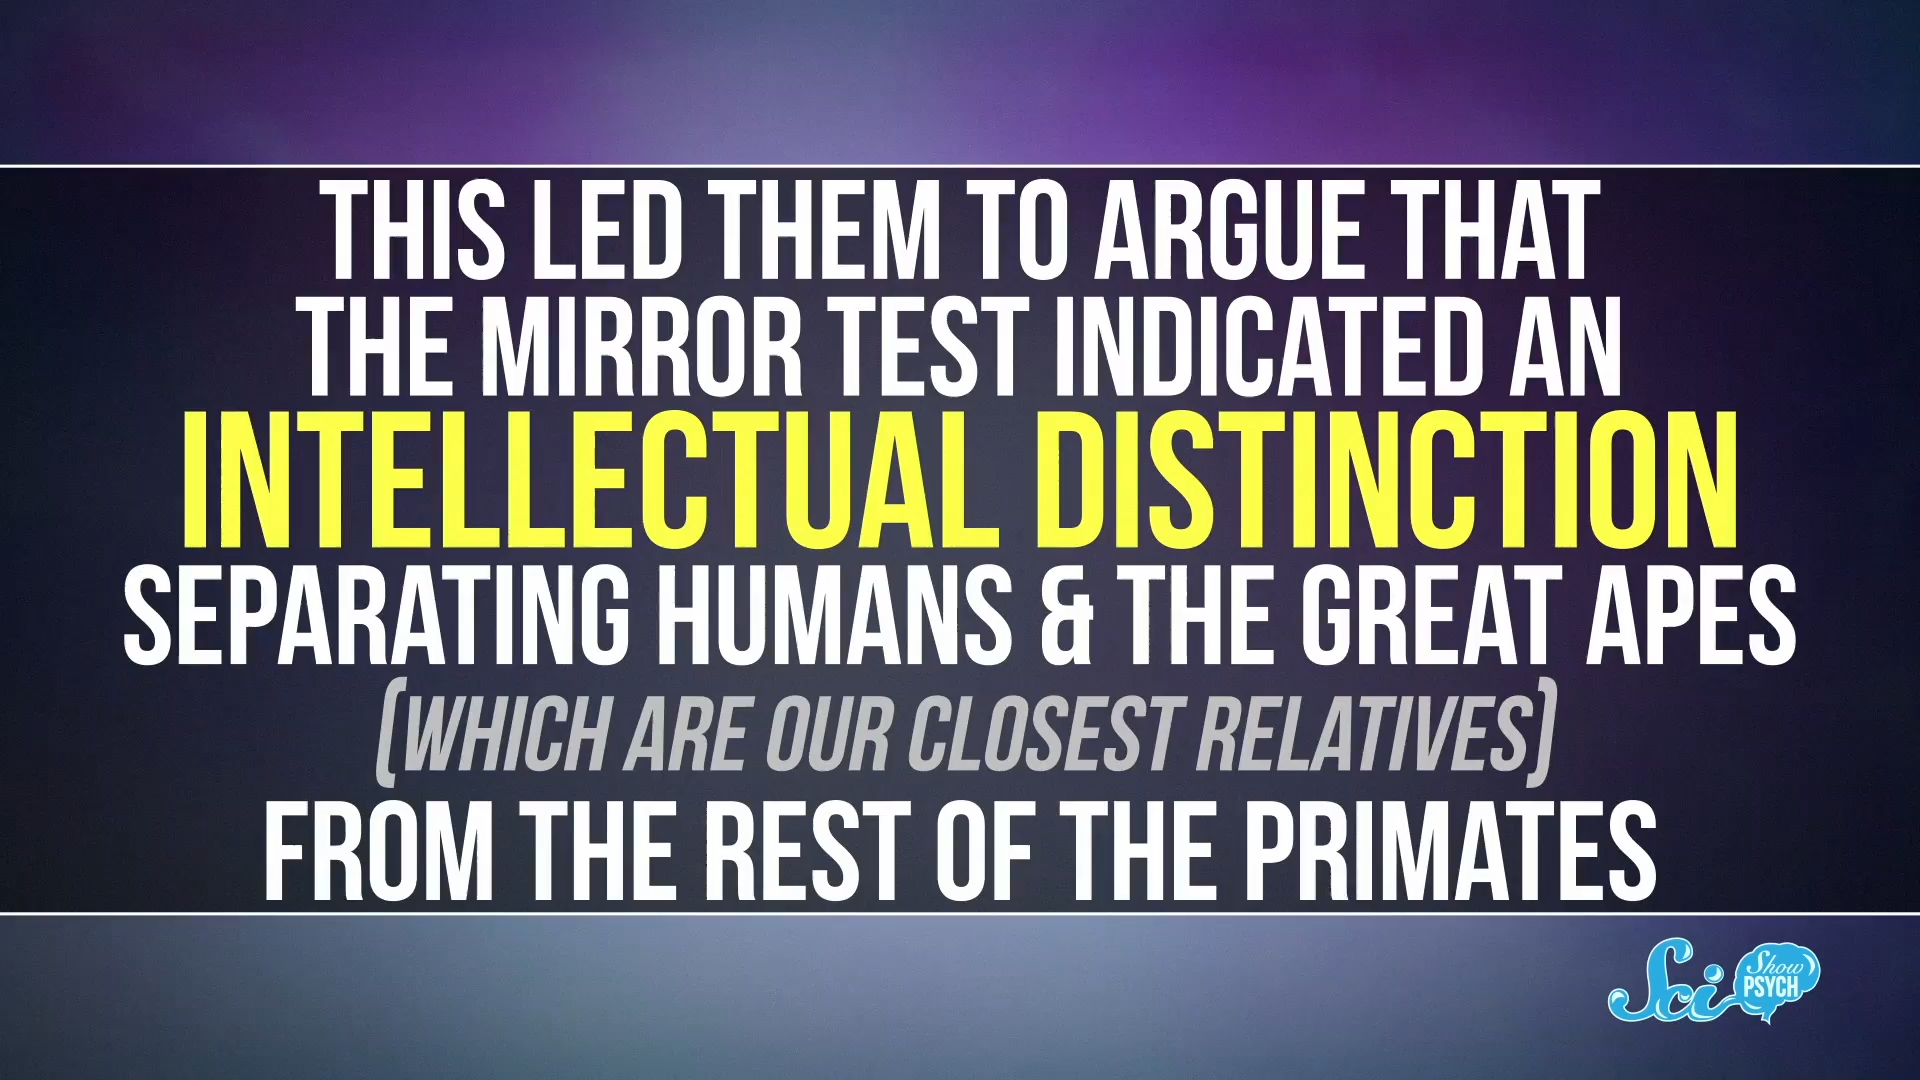 THIS LED THEM TO ARGUE THAT
THE MIRROR TEST INDICATED AN
INTELLECTUAL DISTINCTION
SEPARATING HUMANS & THE GREAT APES
(WHICH ARE OUR CLOSEST RELATIVES)
FROM THE REST OF THE PRIMATES
Sci Show
PSYCH